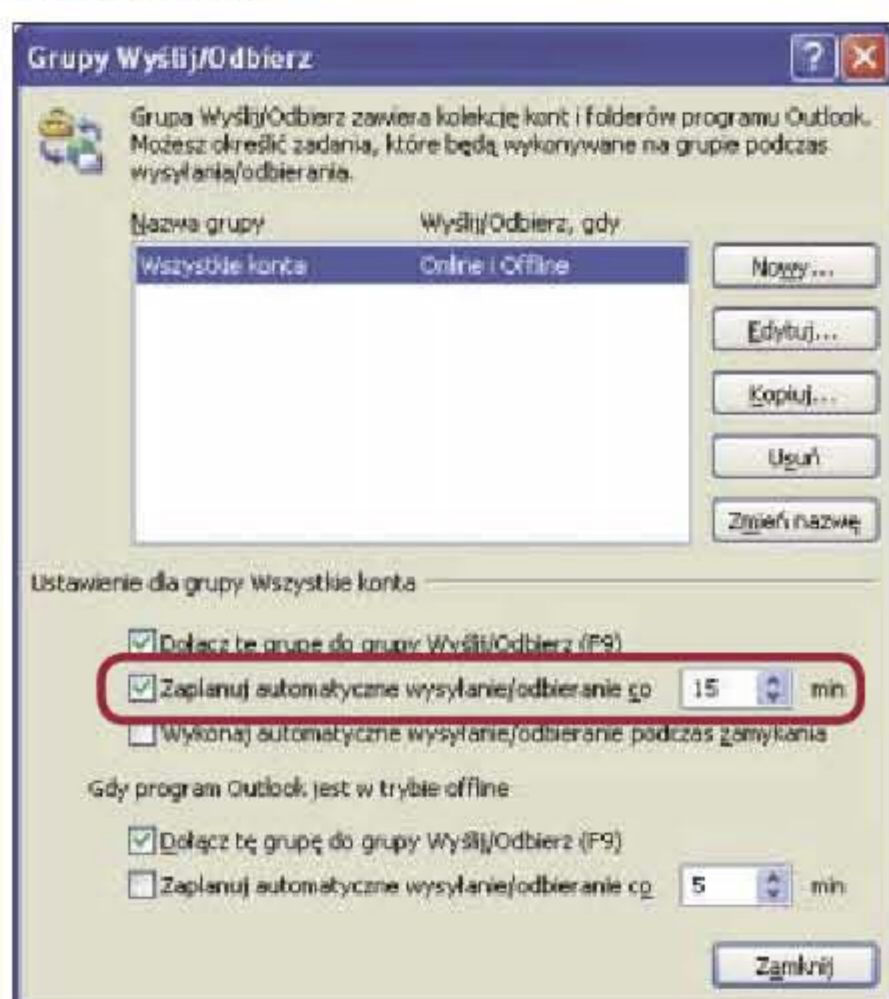 Grupy Wyślij/Odbierz
Grupa Wyślij/Odbierz zawiera kolekcję kont i folderów programu Outlook.
Możesz określić zadania, które będą wykonywane na grupie podczas
wysyłania/odbierania.
Nazwa grupy Wyślij/Odbierz, gdy
Wszystkie konta Online i Offline
Nowy...
Edytuj...
Kopiuj...
Usuń
Zmień nazwę
Ustawienie dla grupy Wszystkie konta
Dołącz tę grupę do grupy Wyślij/Odbierz (F9)
Zaplanuj automatyczne wysyłanie/odbieranie co 15 min
Wykonaj automatyczne wysyłanie/odbieranie podczas zamykania
Gdy program Outlook jest w trybie offline
Dołącz tę grupę do grupy Wyślij/Odbierz (F9)
Zaplanuj automatyczne wysyłanie/odbieranie co 5 min
Zamknij